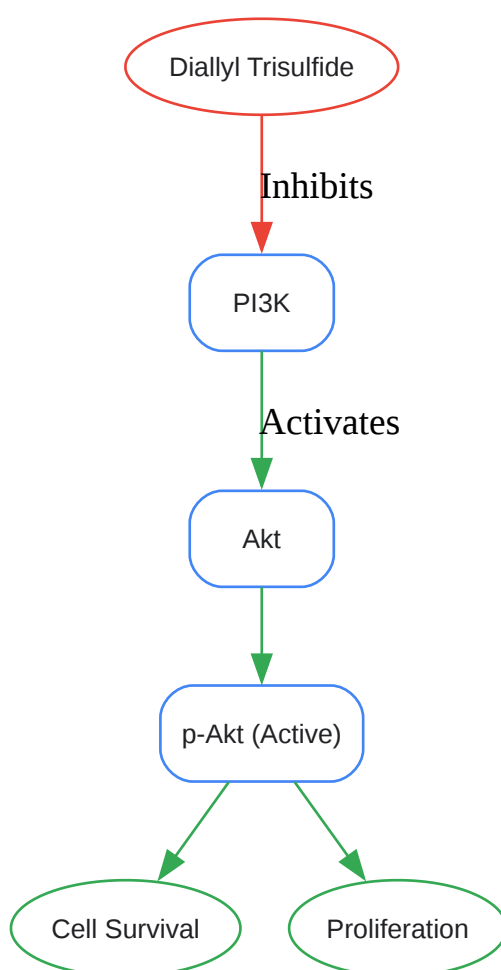 Diallyl Trisulfide
Inhibits
PI3K
Activates
Akt
p-Akt (Active)
Cell Survival
Proliferation